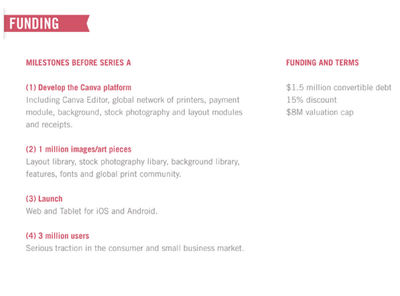 FUNDING
MILESTONES BEFORE SERIES A
(1) Develop the Canva platform
Including Canva Editor, global network of printers, payment
module, background, stock photography and layout modules
and receipts.
(2) 1 million images/art pieces
Layout library, stock photography libary, background library,
features, fonts and global print community.
(3) Launch
Web and Tablet for iOS and Android.
(4) 3 million users
Serious traction in the consumer and small business market.
FUNDING AND TERMS
$1.5 million convertible debt
15% discount
$8M valuation cap